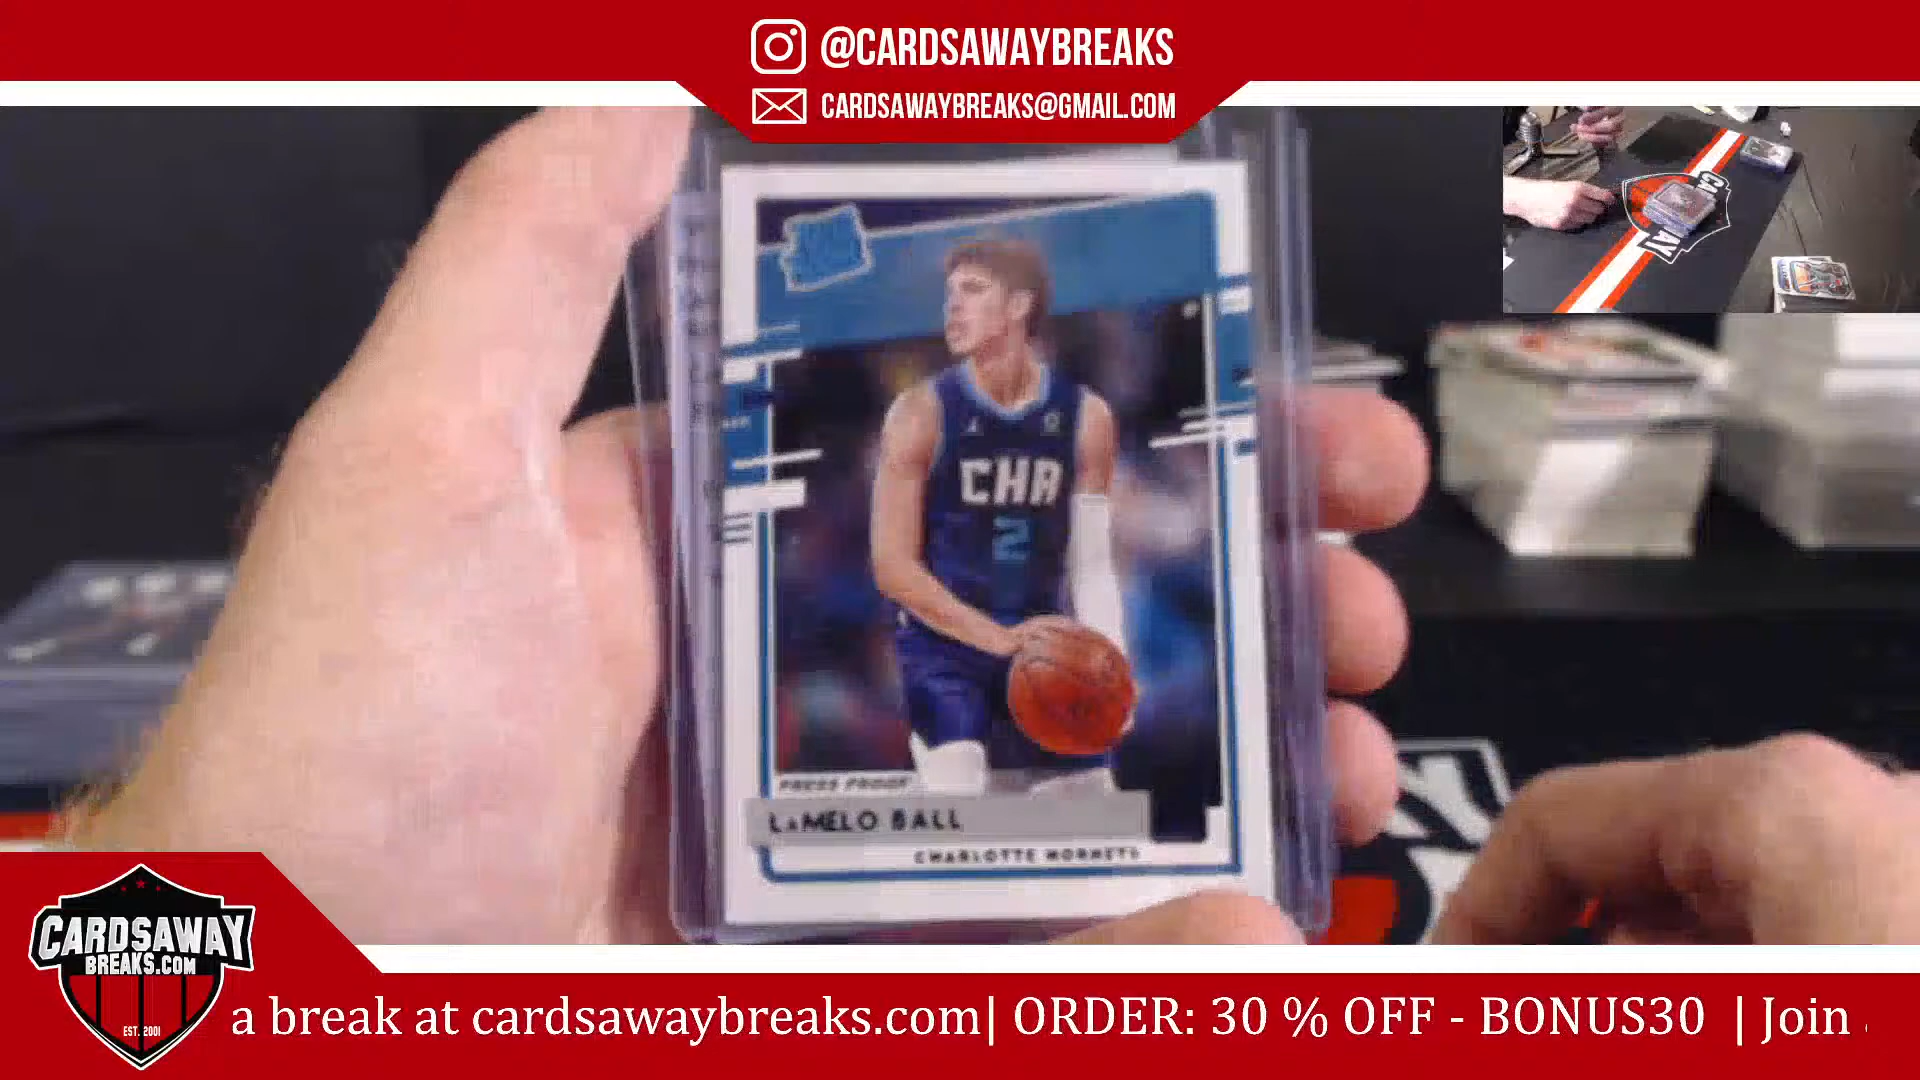 @CARDSAWAYBREAKS
CARDSAWAYBREAKS@GMAIL.COM
CHA
2
PRESS PROOF
LaMELO BALL
CHARLOTTE HORNETS
CARDSAWAY
BREAKS.COM
EST. 2001
a break at cardsawaybreaks.com| ORDER: 30 % OFF - BONUS30 | Join